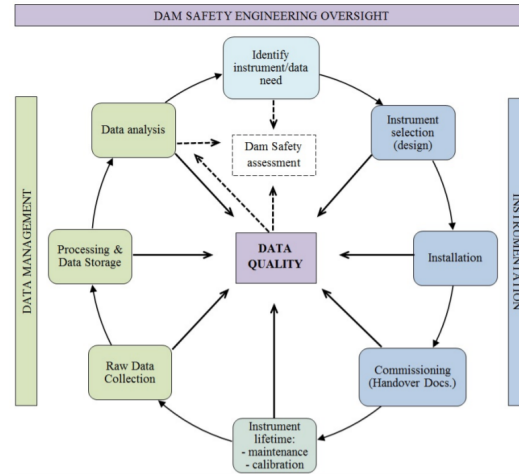 DAM SAFETY ENGINEERING OVERSIGHT
Identify
instrument/data
need
Data analysis
Instrument
selection
(design)
Dam Safety
assessment
DATA MANAGEMENT
INSTRUMENTATION
Processing &
Data Storage
DATA
QUALITY
Installation
Raw Data
Collection
Commissioning
(Handover Docs.)
Instrument
lifetime:
- maintenance
- calibration